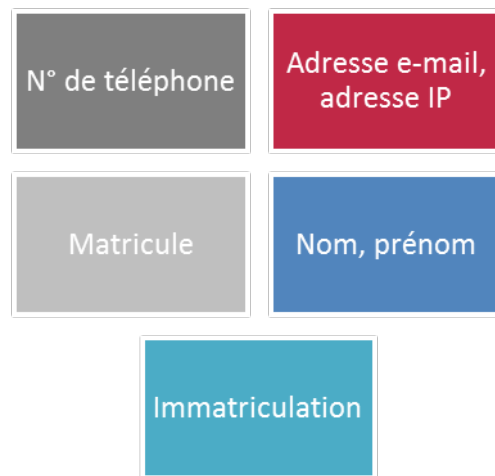 N° de téléphone
Adresse e-mail,
adresse IP
Matricule
Nom, prénom
Immatriculation